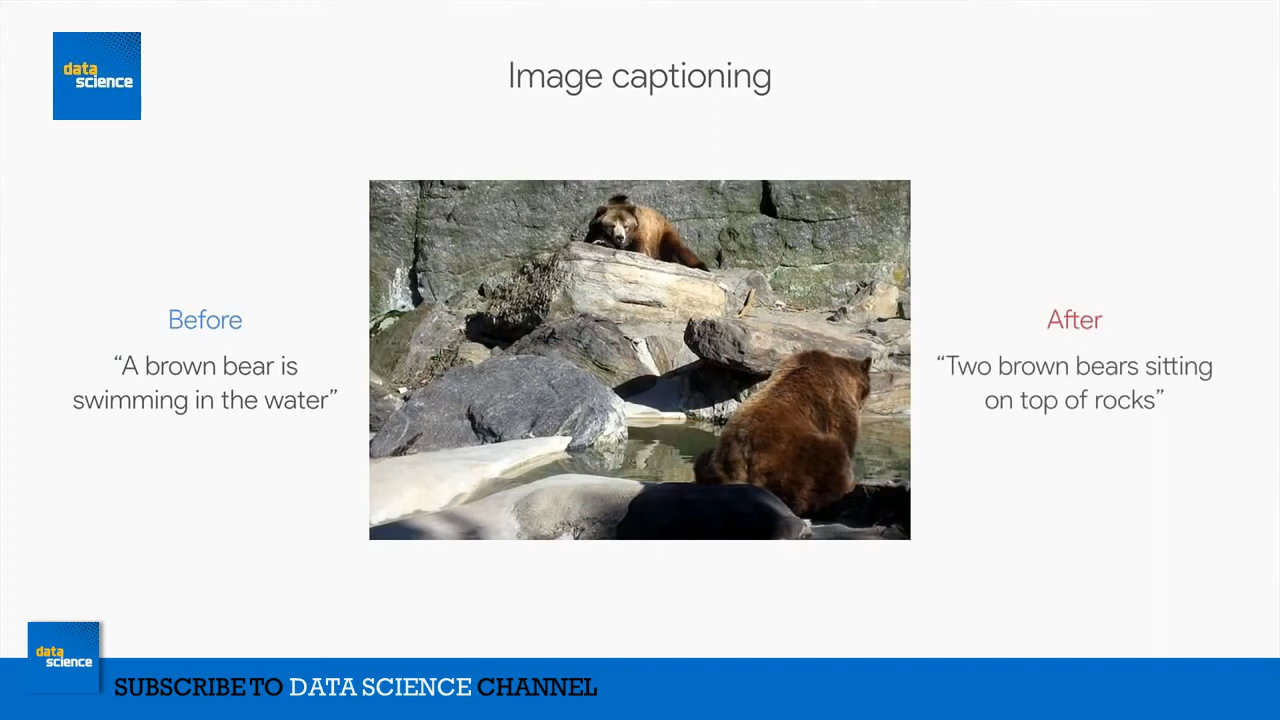 data
science
Image captioning
Before
“A brown bear is
swimming in the water”
After
“Two brown bears sitting
on top of rocks”
data
science
SUBSCRIBE TO DATA SCIENCE CHANNEL